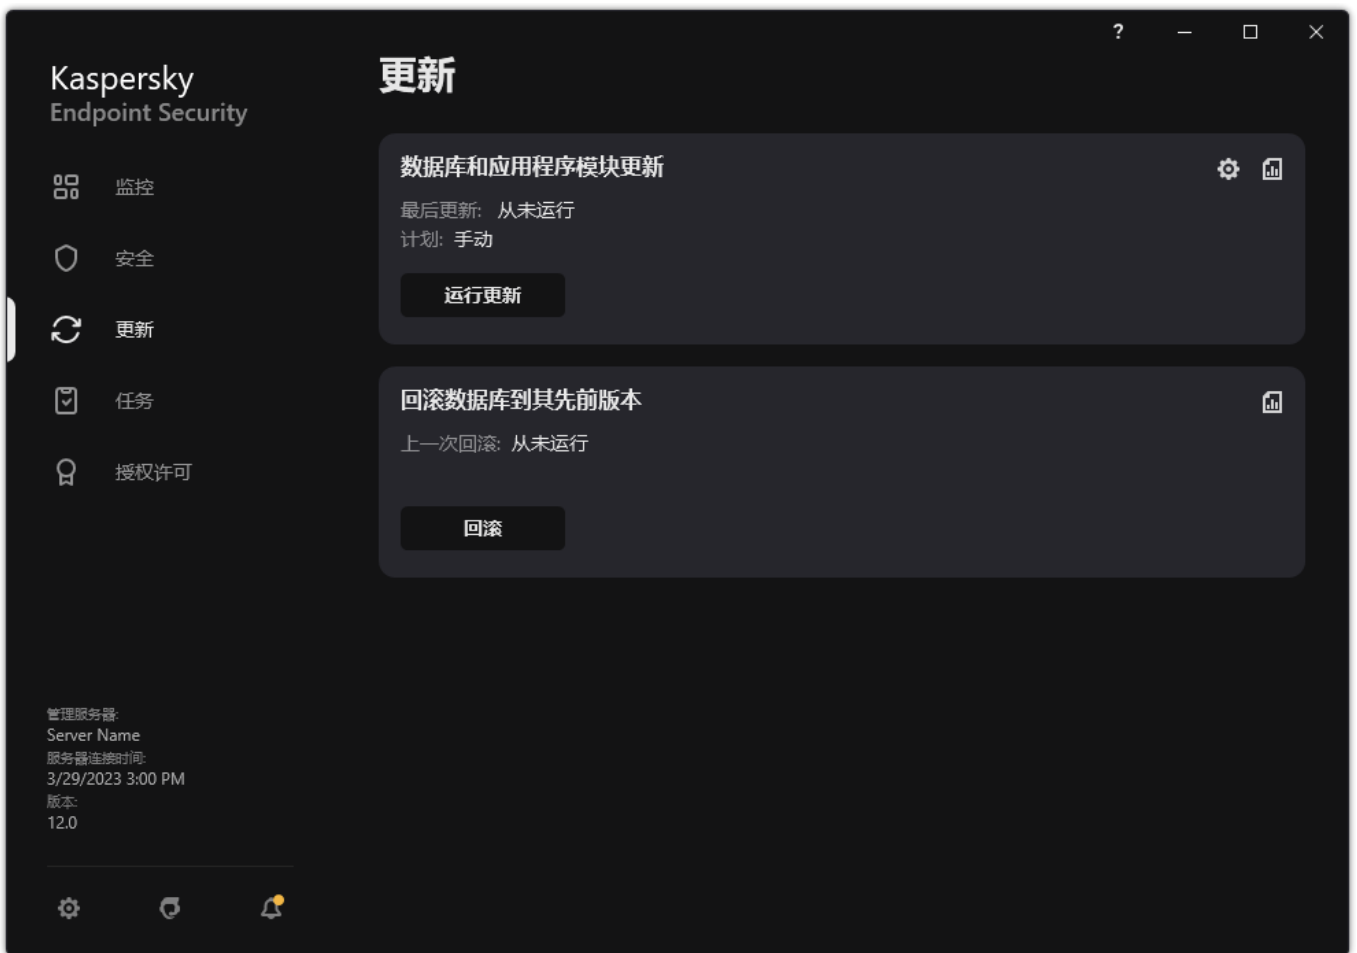 ?
Kaspersky
Endpoint Security
监控
安全
更新
任务
授权许可
管理服务器:
Server Name
服务器连接时间:
3/29/2023 3:00 PM
版本:
12.0
更新
数据库和应用程序模块更新
最后更新: 从未运行
计划: 手动
运行更新
回滚数据库到其先前版本
上一次回滚: 从未运行
回滚